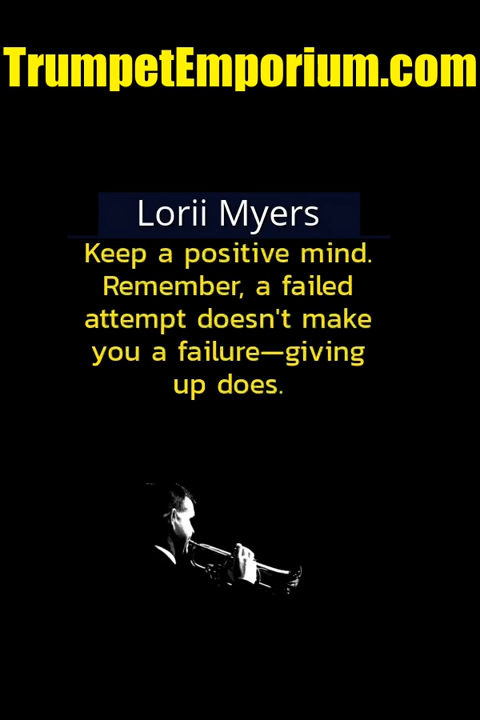 TrumpetEmporium.com
Lorii Myers
Keep a positive mind.
Remember, a failed
attempt doesn't make
you a failure—giving
up does.